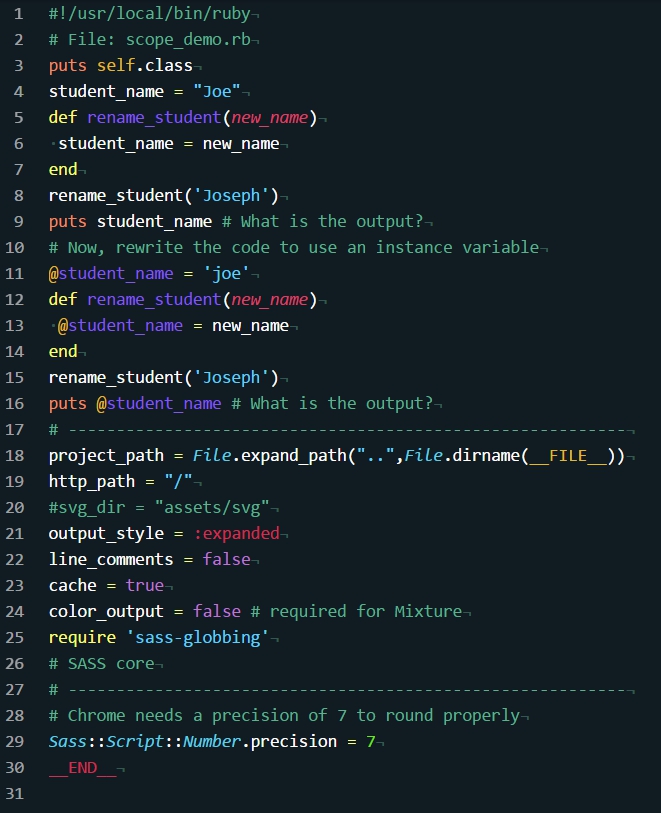 1 #!/usr/local/bin/ruby¬
2 # File: scope_demo.rb¬
3 puts self.class¬
4 student_name = "Joe"¬
5 def rename_student(new_name)¬
6 ·student_name = new_name¬
7 end¬
8 rename_student('Joseph')¬
9 puts student_name # What is the output?¬
10 # Now, rewrite the code to use an instance variable¬
11 @student_name = 'joe'¬
12 def rename_student(new_name)¬
13 ·@student_name = new_name¬
14 end¬
15 rename_student('Joseph')¬
16 puts @student_name # What is the output?¬
17 # ----------------------------------------------------------¬
18 project_path = File.expand_path("..",File.dirname(__FILE__))¬
19 http_path = "/"¬
20 #svg_dir = "assets/svg"¬
21 output_style = :expanded¬
22 line_comments = false¬
23 cache = true¬
24 color_output = false # required for Mixture¬
25 require 'sass-globbing'¬
26 # SASS core¬
27 # ----------------------------------------------------------¬
28 # Chrome needs a precision of 7 to round properly¬
29 Sass::Script::Number.precision = 7¬
30 __END__¬
31